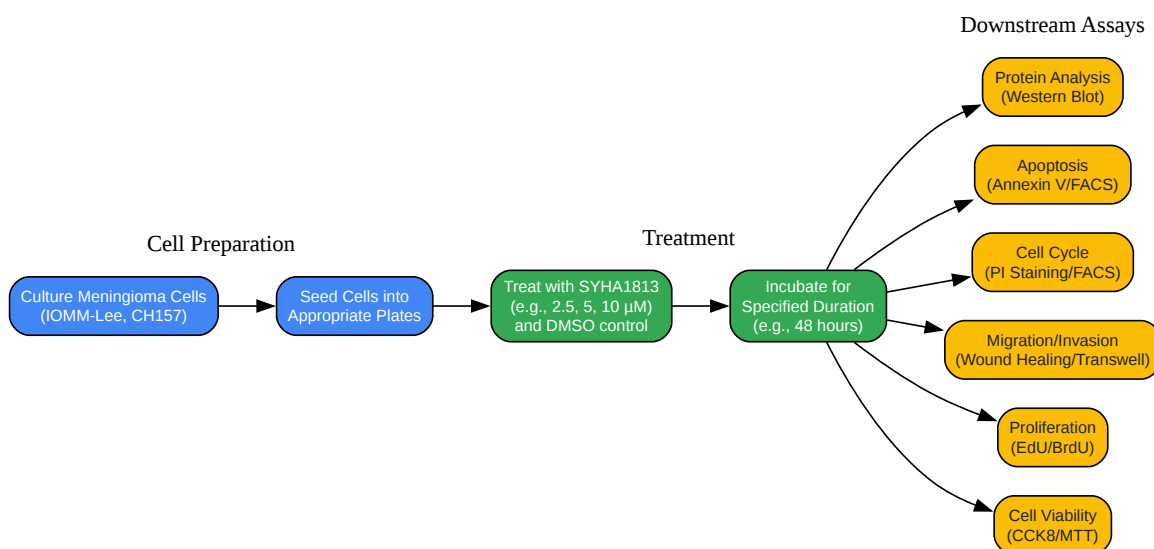 Downstream Assays
Protein Analysis
(Western Blot)
Apoptosis
(Annexin V/FACS)
Cell Preparation
Treatment
Cell Cycle
(PI Staining/FACS)
Culture Meningioma Cells
(IOMM-Lee, CH157)
Seed Cells into
Appropriate Plates
Treat with SYHA1813
(e.g., 2.5, 5, 10 µM)
and DMSO control
Incubate for
Specified Duration
(e.g., 48 hours)
Migration/Invasion
(Wound Healing/Transwell)
Proliferation
(EdU/BrdU)
Cell Viability
(CCK8/MTT)